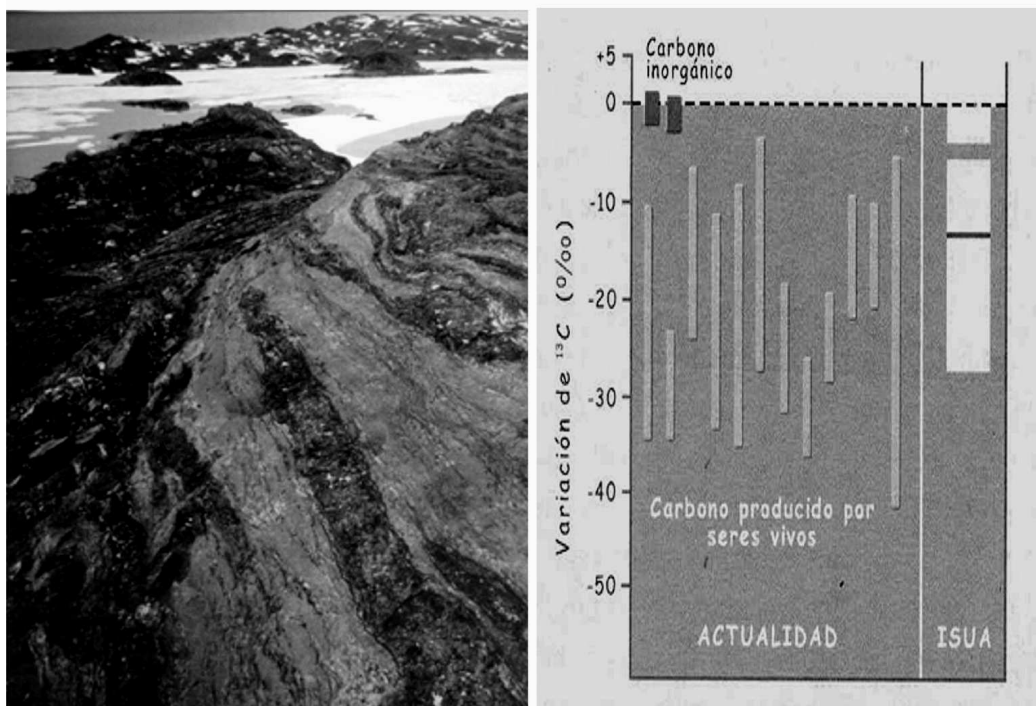 Carbono
inorgánico
+5
0
-10
-20
-30
-40
-50
Variación de ¹³C (0/00)
Carbono producido por
seres vivos
ACTUALIDAD
ISUA